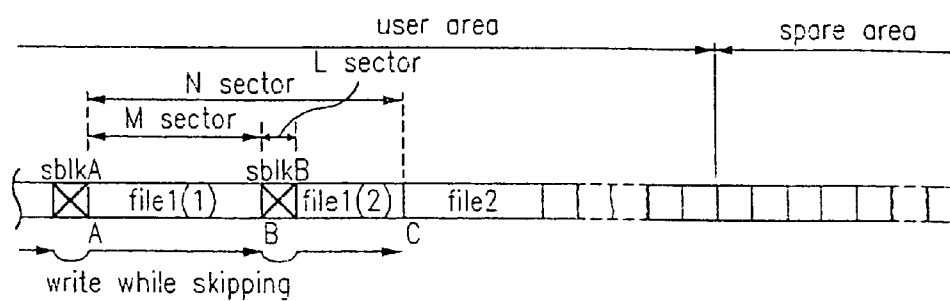 user area
spare area
L sector
N sector
M sector
sblkA
sblkB
file1(1)
file1(2)
file2
A
B
C
write while skipping